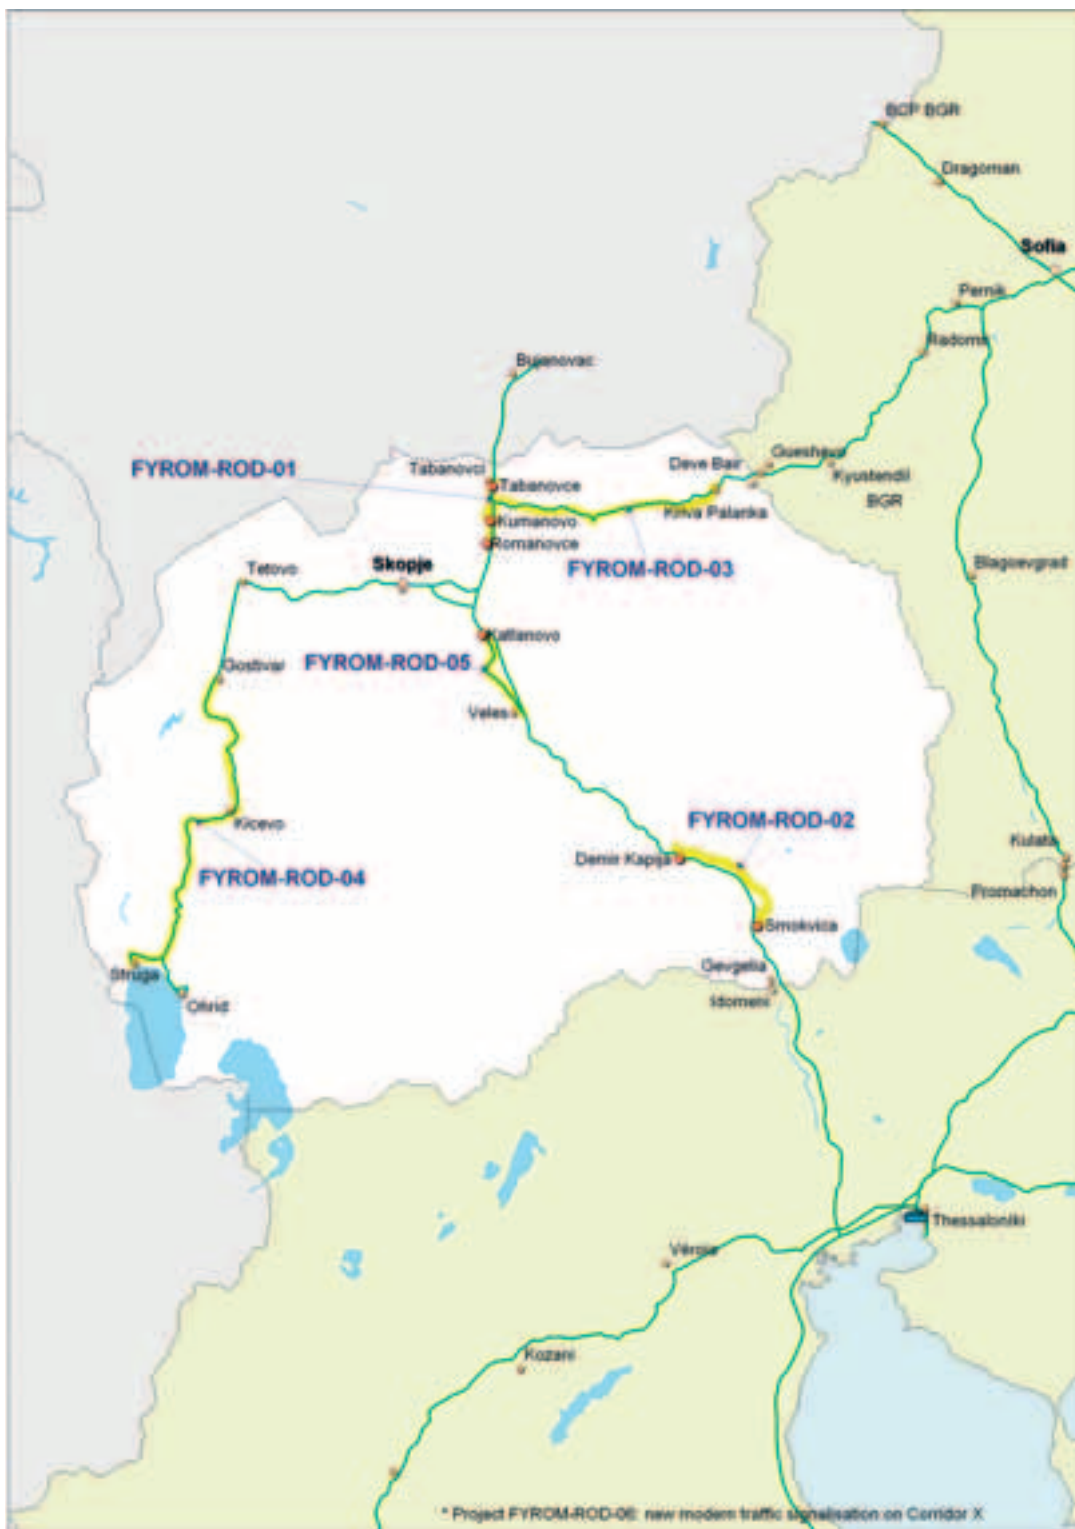 BCP BGR
Dragoman
Sofia
Pernik
Radomir
Bujanovac
Tabanovci
Deve Bair
Gueshevo
FYROM-ROD-01
Tabanovce
Kyustendil
BGR
Kriva Palanka
Kumanovo
Romanovce
FYROM-ROD-03
Skopje
Tetovo
Blagoevgrad
Katlanovo
FYROM-ROD-05
Gostivar
Veles
FYROM-ROD-02
Kicevo
Kulata
Demir Kapija
FYROM-ROD-04
Promachon
Smokvica
Gevgelia
Struga
Idomeni
Ohrid
Thessaloniki
Véroia
Kozani
* Project FYROM-ROD-06: new modern traffic signalisation on Corridor X